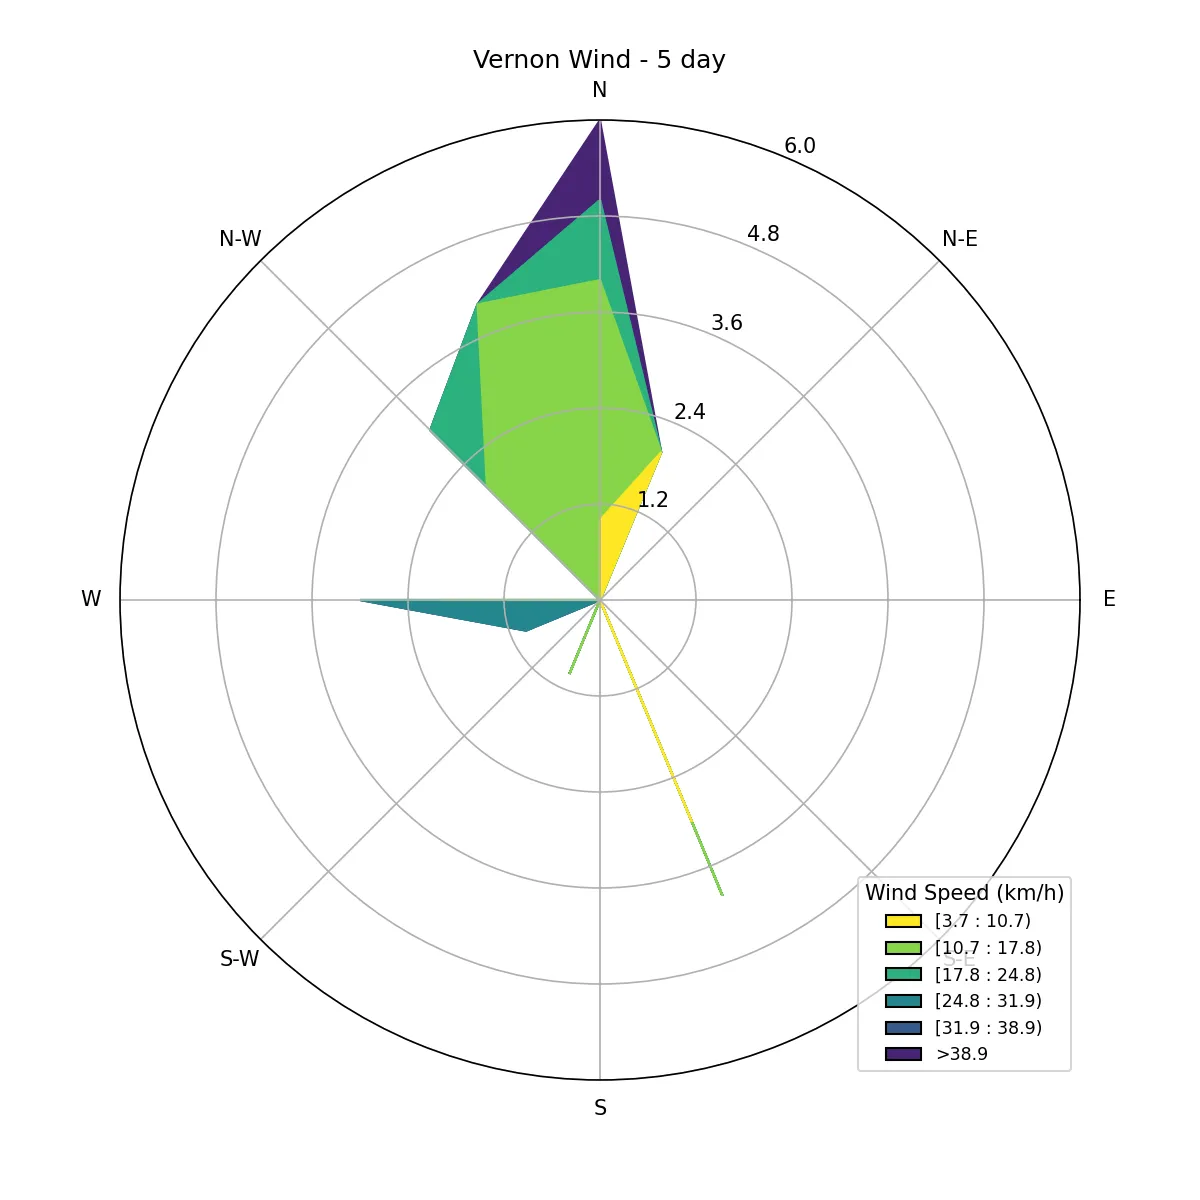 Vernon Wind - 5 day
N
6.0
N-W
4.8
N-E
3.6
2.4
1.2
W
E
Wind Speed (km/h)
[3.7 : 10.7)
[10.7 : 17.8)
S-W
S-E
[17.8 : 24.8)
[24.8 : 31.9)
[31.9 : 38.9)
>38.9
S